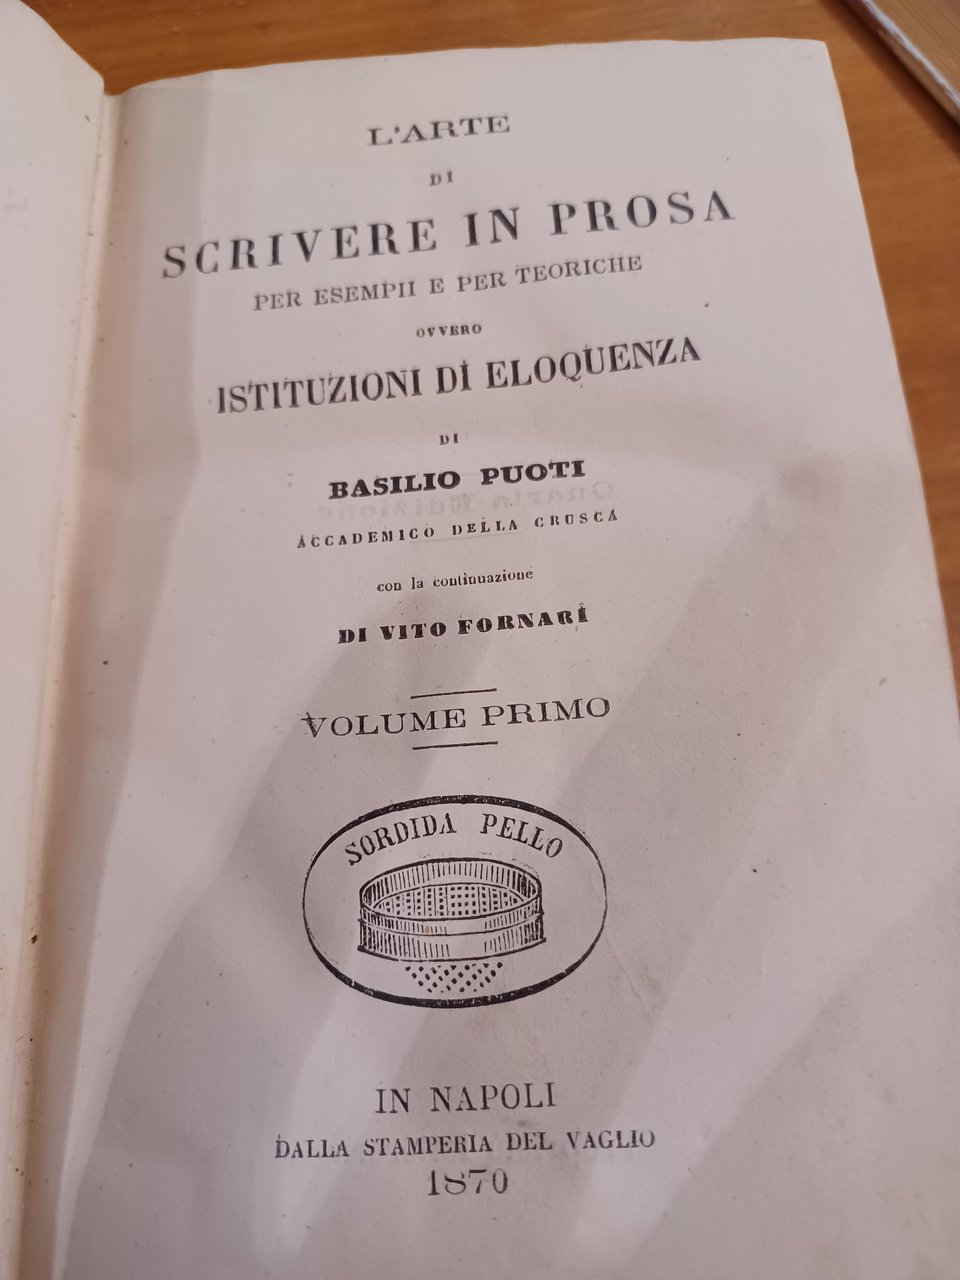 L'ARTE
DI
SCRIVERE IN PROSA
PER ESEMPII E PER TEORICHE
OVVERO
ISTITUZIONI DI ELOQUENZA
DI
BASILIO PUOTI
ACCADEMICO DELLA CRUSCA
con la continuazione
DI VITO FORNARI
VOLUME PRIMO
SORDIDA PELLO
IN NAPOLI
DALLA STAMPERIA DEL VAGLIO
1870